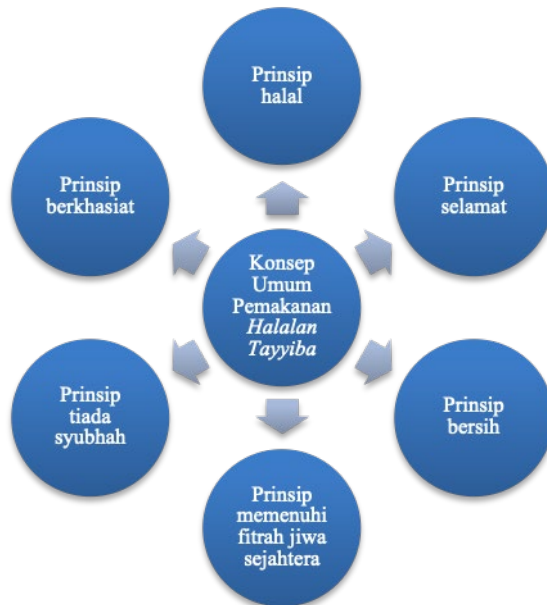 Prinsip
halal
Prinsip
selamat
Prinsip
bersih
Prinsip
memenuhi
fitrah jiwa
sejahtera
Prinsip
tiada
syubhah
Prinsip
berkhasiat
Konsep
Umum
Pemakanan
Halalan
Tayyiba